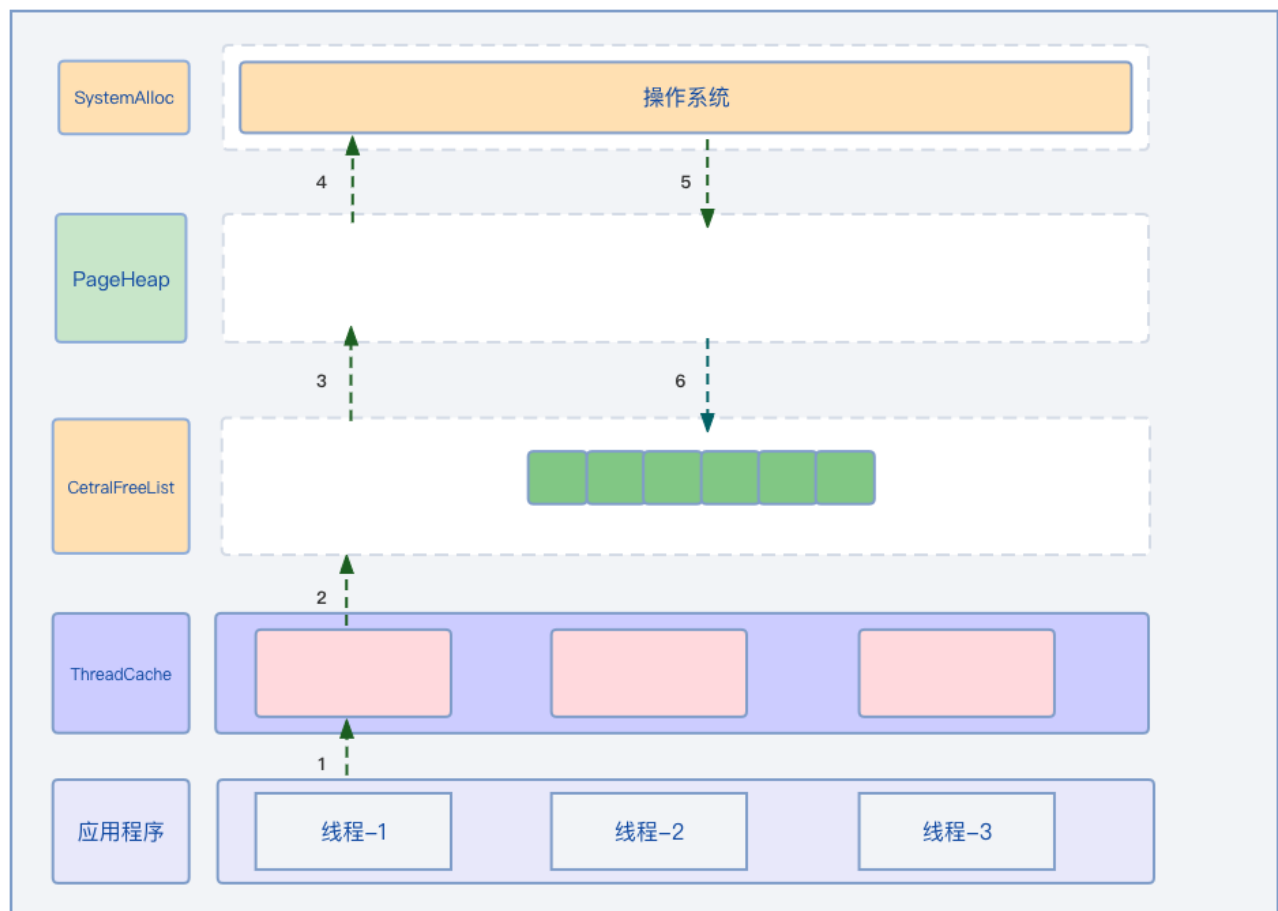 SystemAlloc
操作系统
4
5
PageHeap
3
6
CetralFreeList
2
ThreadCache
1
应用程序
线程-1
线程-2
线程-3